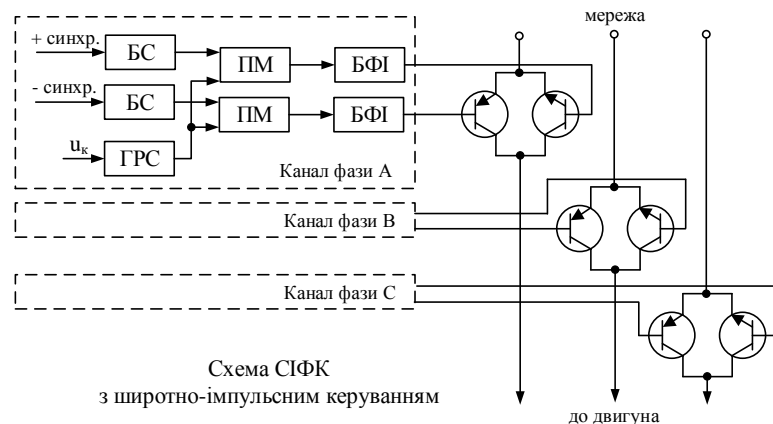 мережа
+ синхр.
БС
ПМ
БФІ
- синхр.
БС
ПМ
БФІ
uк
ГРС
Канал фази А
Канал фази В
Канал фази С
Схема СІФК
з широтно-імпульсним керуванням
до двигуна